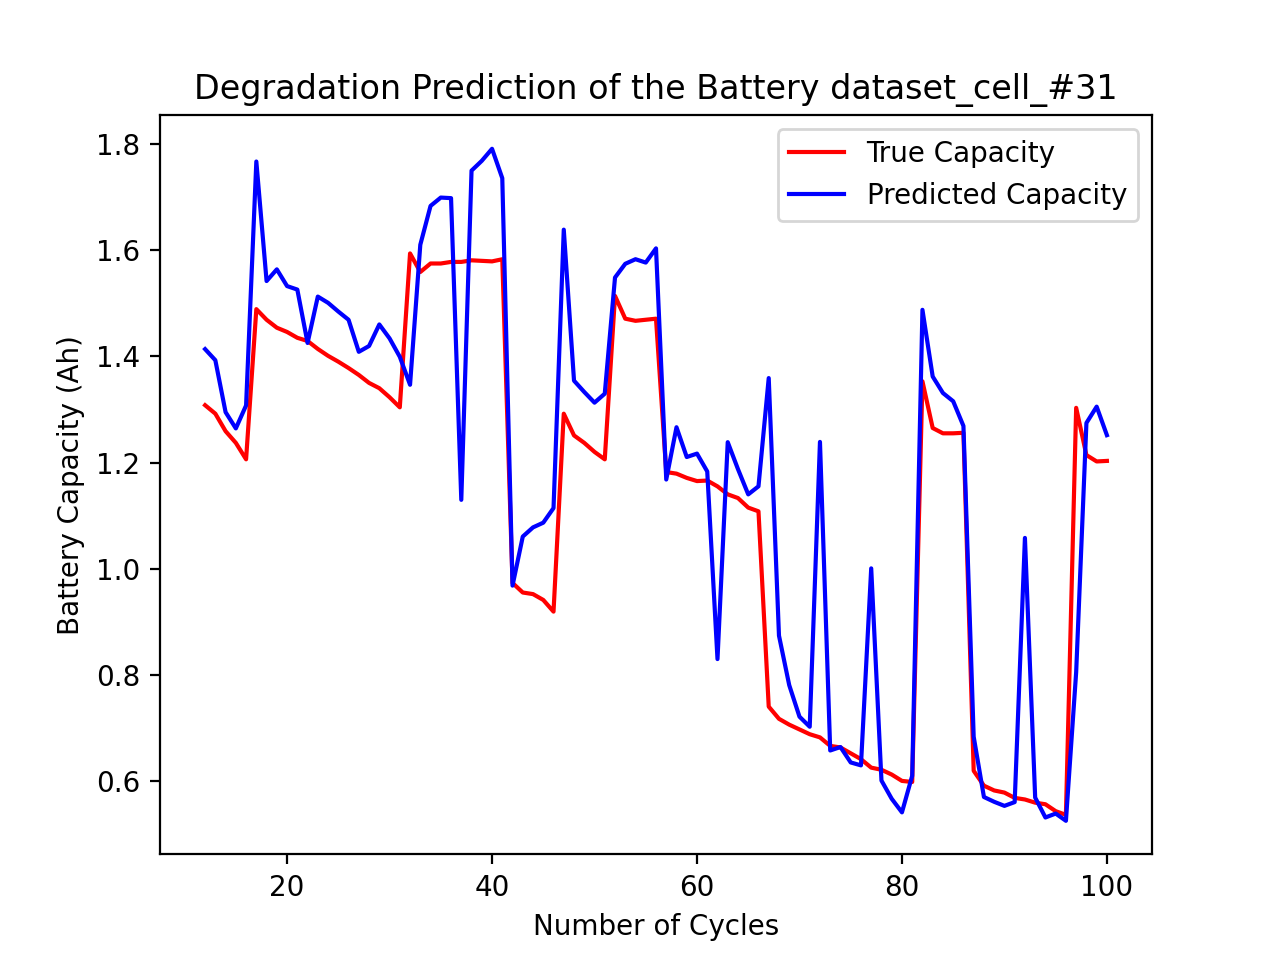 Degradation Prediction of the Battery dataset_cell_#31
True Capacity
Predicted Capacity
1.8
1.6
1.4
1.2
1.0
0.8
0.6
Battery Capacity (Ah)
20 40 60 80 100
Number of Cycles